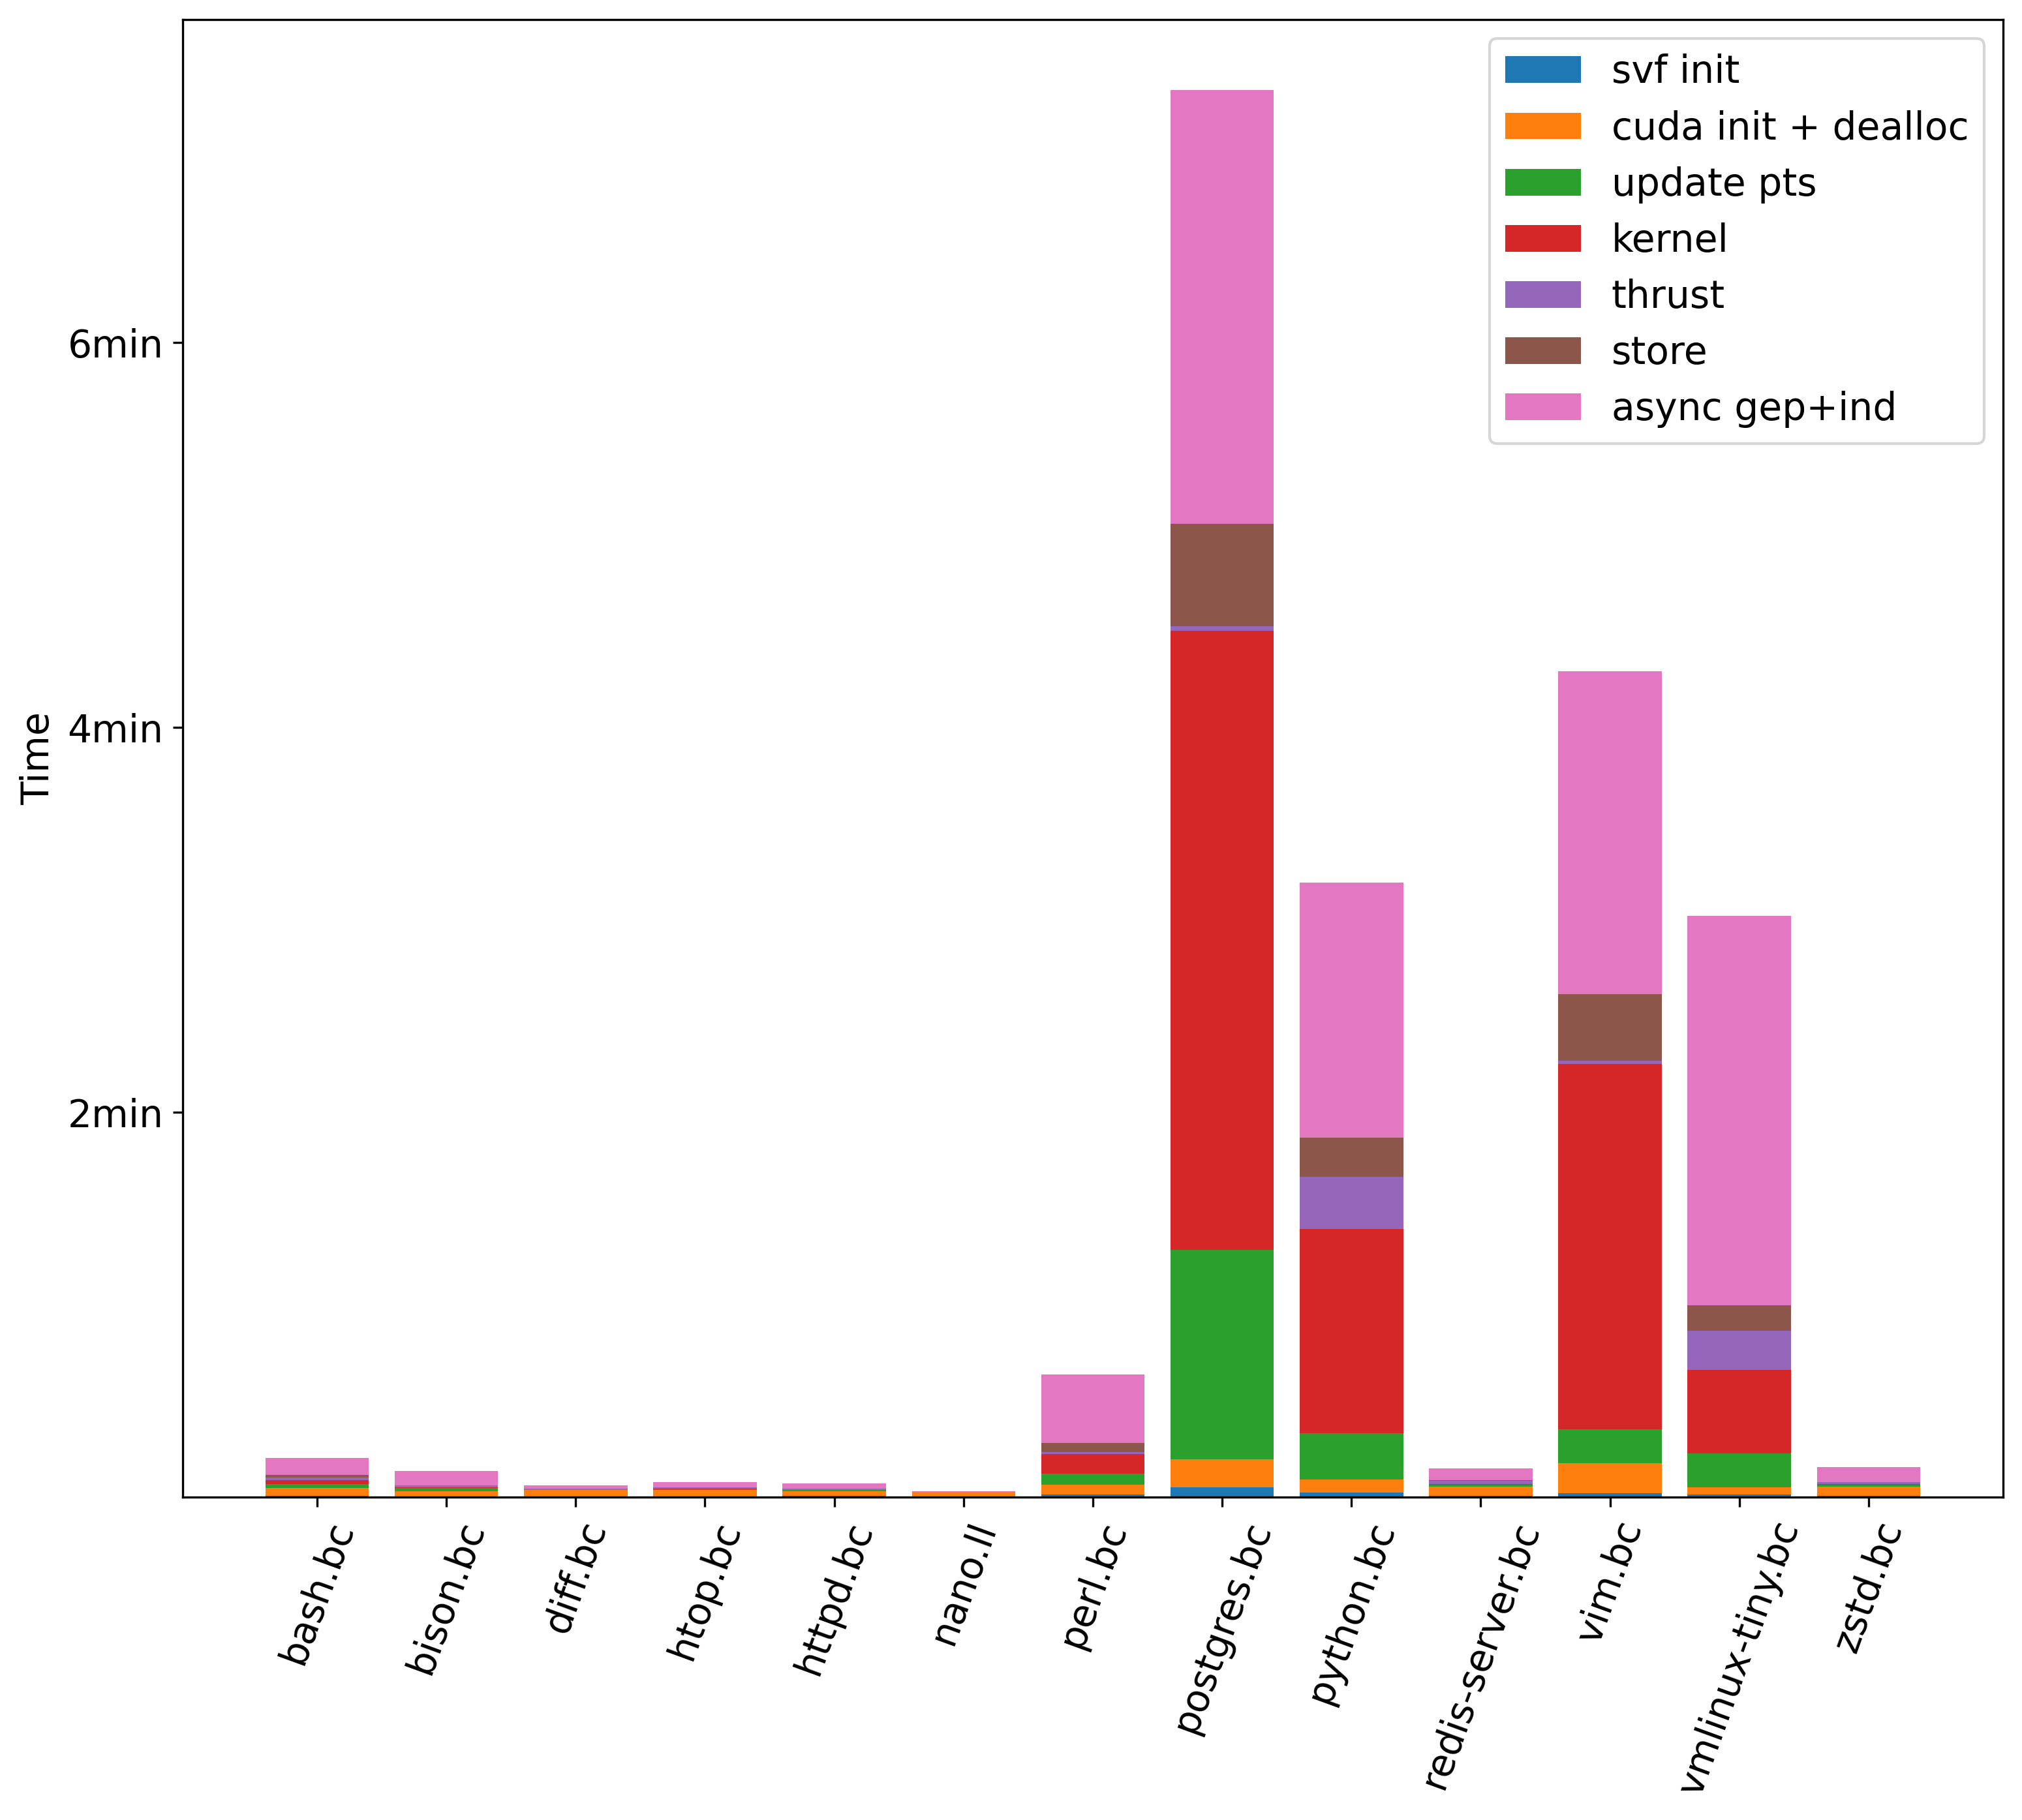 svf init
cuda init + dealloc
update pts
kernel
thrust
store
async gep+ind
6min
4min
2min
Time
bash.bc
bison.bc
diff.bc
htop.bc
httpd.bc
nano.ll
perl.bc
postgres.bc
python.bc
redis-server.bc
vim.bc
vmlinux-tiny.bc
zstd.bc